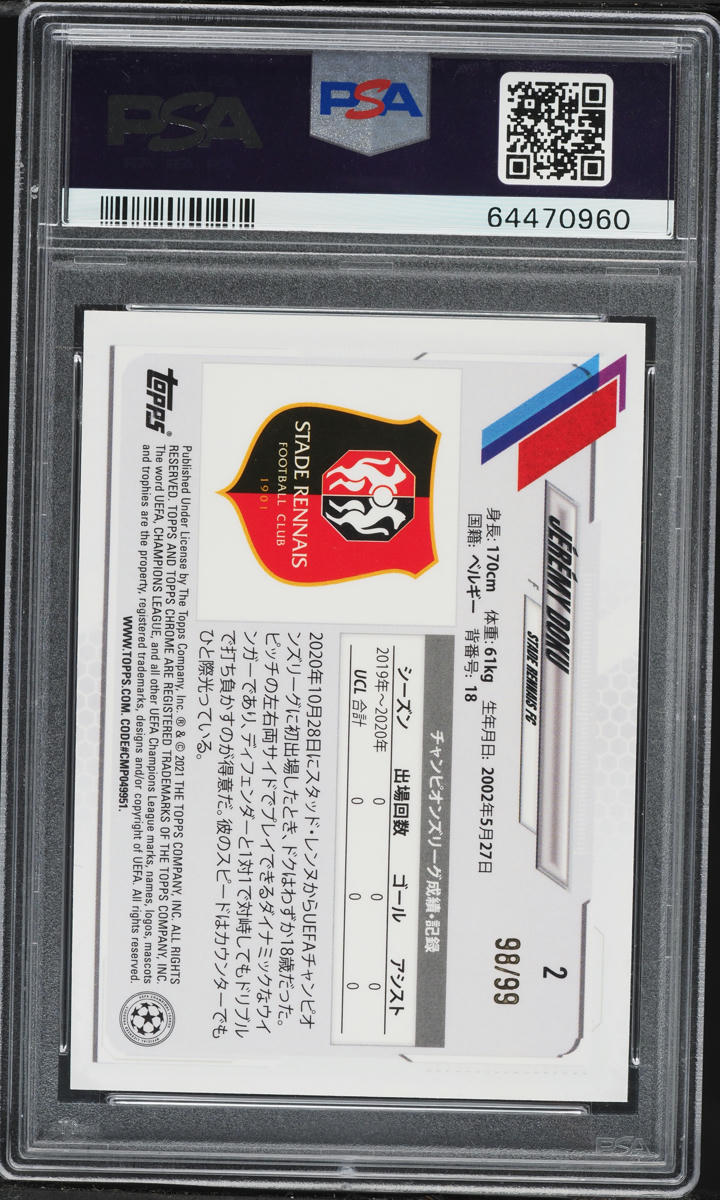 PSA
PSA
64470960
2
98/99
JÉRÉMY DOKU
F STADE RENNAIS FC
身長: 170cm 体重: 61kg 生年月日: 2002年5月27日
国籍: ベルギー 背番号: 18
STADE RENNAIS
FOOTBALL CLUB
1901
チャンピオンズリーグ成績・記録
シーズン 出場回数 ゴール アシスト
2019年～2020年 0 0 0
UCL 合計 0 0 0
2020年10月28日にスタッド・レンヌからUEFAチャンピオ
ンズリーグに初出場したとき、ドクはわずか18歳だった。
ピッチの左右両サイドでプレイできるダイナミックなウイ
ンガーであり、ディフェンダーと1対1で対峙してもドリブル
で打ち負かすのが得意だ。彼のスピードはカウンターでも
ひと際光っている。
topps®
Published Under License by The Topps Company, Inc. ® & © 2021 THE TOPPS COMPANY, INC. ALL RIGHTS
RESERVED. TOPPS AND TOPPS CHROME ARE REGISTERED TRADEMARKS OF THE TOPPS COMPANY, INC.
The word UEFA, CHAMPIONS LEAGUE, and all other UEFA Champions League marks, names, logos, mascots
and trophies are the property, registered trademarks, designs and/or copyright of UEFA. All rights reserved.
WWW.TOPPS.COM. CODE#CMP049951.
PSA